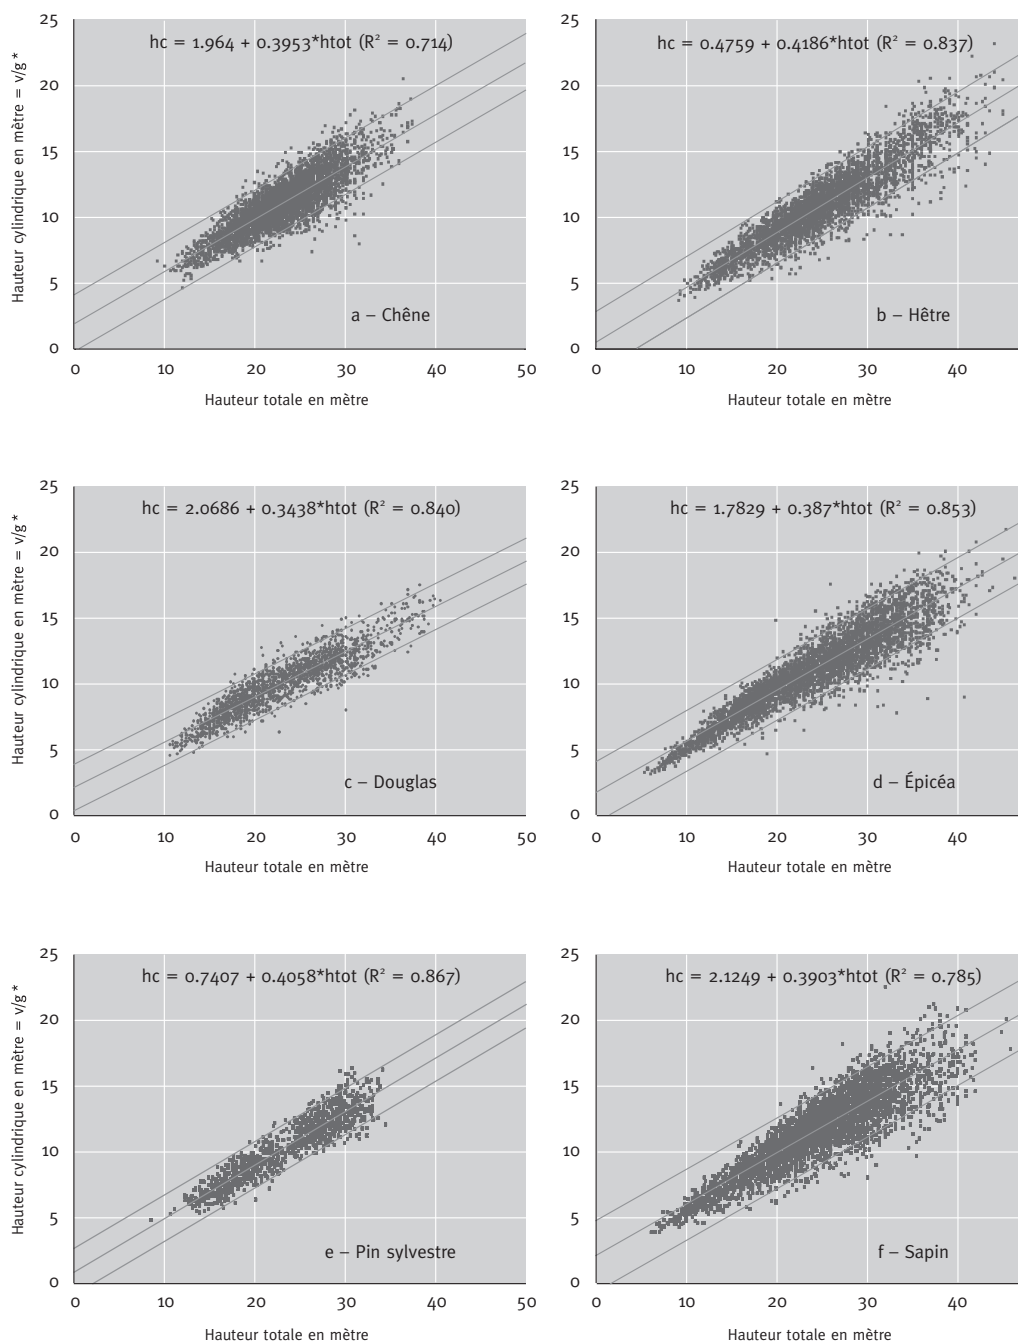 25
20
15
10
5
0
Hauteur cylindrique en mètre = v/g*
hc = 1.964 + 0.3953*htot (R² = 0.714)
a – Chêne
0 10 20 30 40 50
Hauteur totale en mètre
25
20
15
10
5
0
hc = 0.4759 + 0.4186*htot (R² = 0.837)
b – Hêtre
0 10 20 30 40
Hauteur totale en mètre
25
20
15
10
5
0
Hauteur cylindrique en mètre = v/g*
hc = 2.0686 + 0.3438*htot (R² = 0.840)
c – Douglas
0 10 20 30 40 50
Hauteur totale en mètre
25
20
15
10
5
0
hc = 1.7829 + 0.387*htot (R² = 0.853)
d – Épicéa
0 10 20 30 40
Hauteur totale en mètre
25
20
15
10
5
0
Hauteur cylindrique en mètre = v/g*
hc = 0.7407 + 0.4058*htot (R² = 0.867)
e – Pin sylvestre
0 10 20 30 40 50
Hauteur totale en mètre
25
20
15
10
5
0
hc = 2.1249 + 0.3903*htot (R² = 0.785)
f – Sapin
0 10 20 30 40
Hauteur totale en mètre